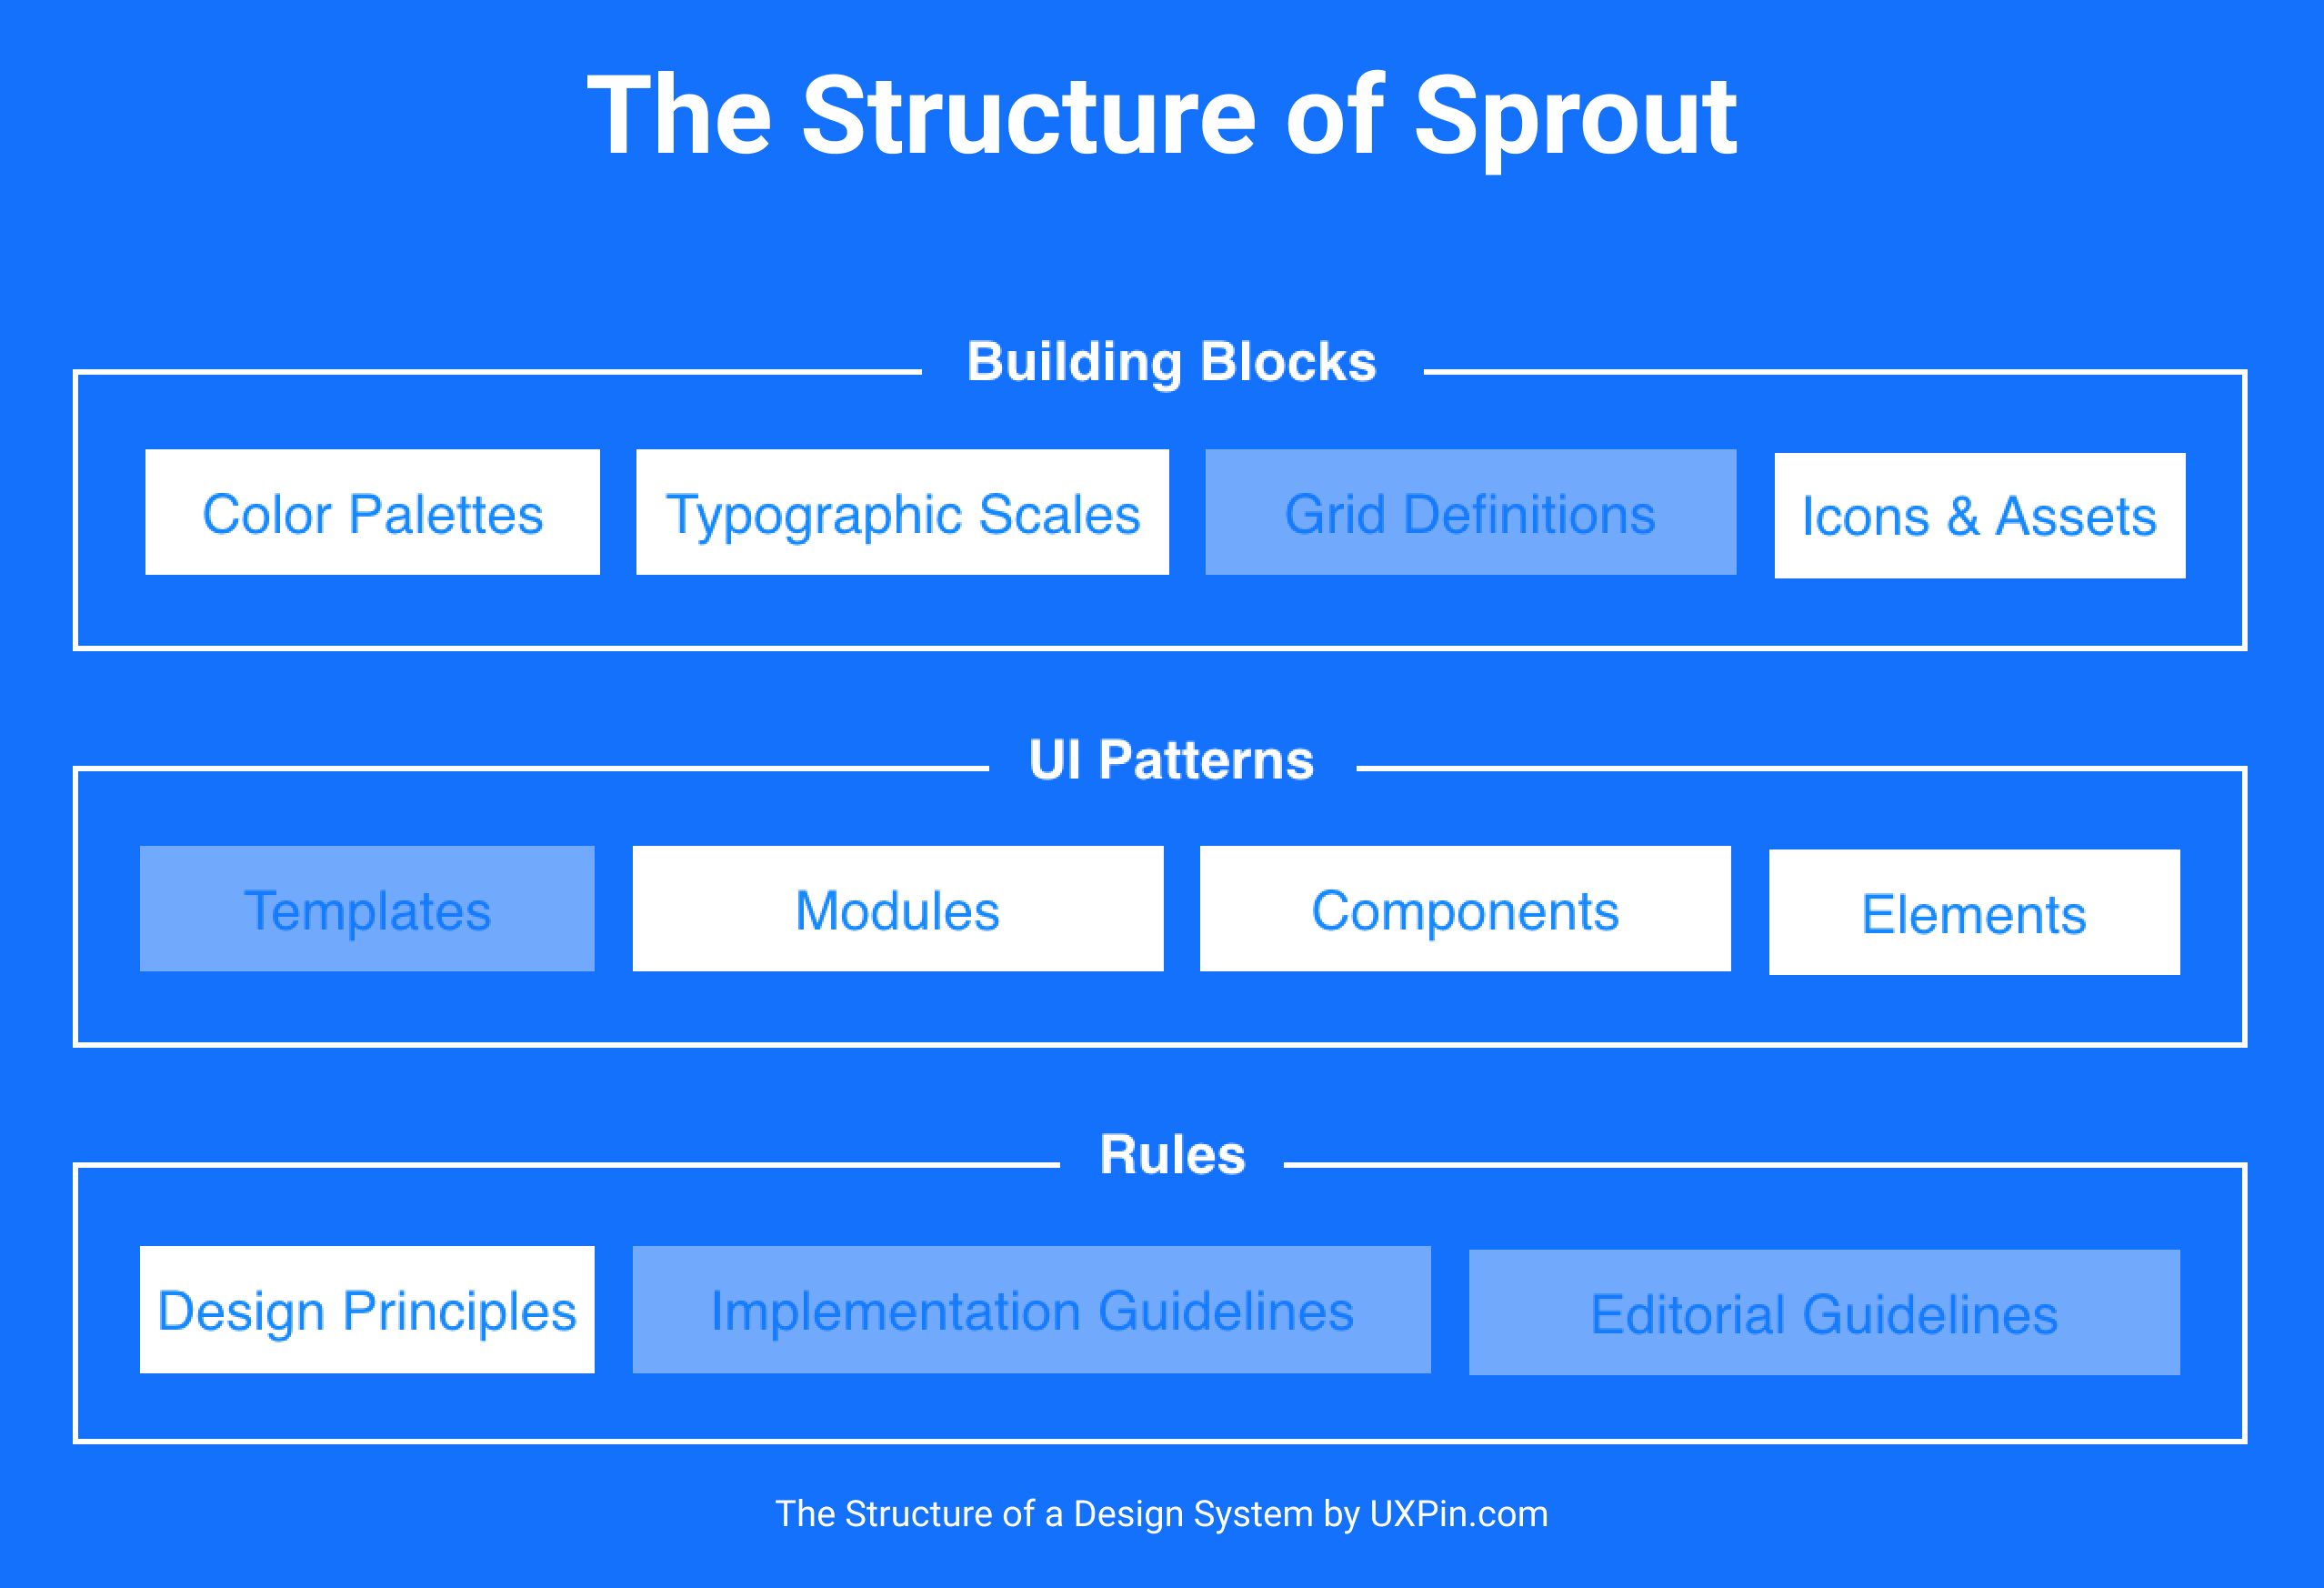 The Structure of Sprout
Building Blocks
Color Palettes
Typographic Scales
Grid Definitions
Icons & Assets
UI Patterns
Templates
Modules
Components
Elements
Rules
Design Principles
Implementation Guidelines
Editorial Guidelines
The Structure of a Design System by UXPin.com